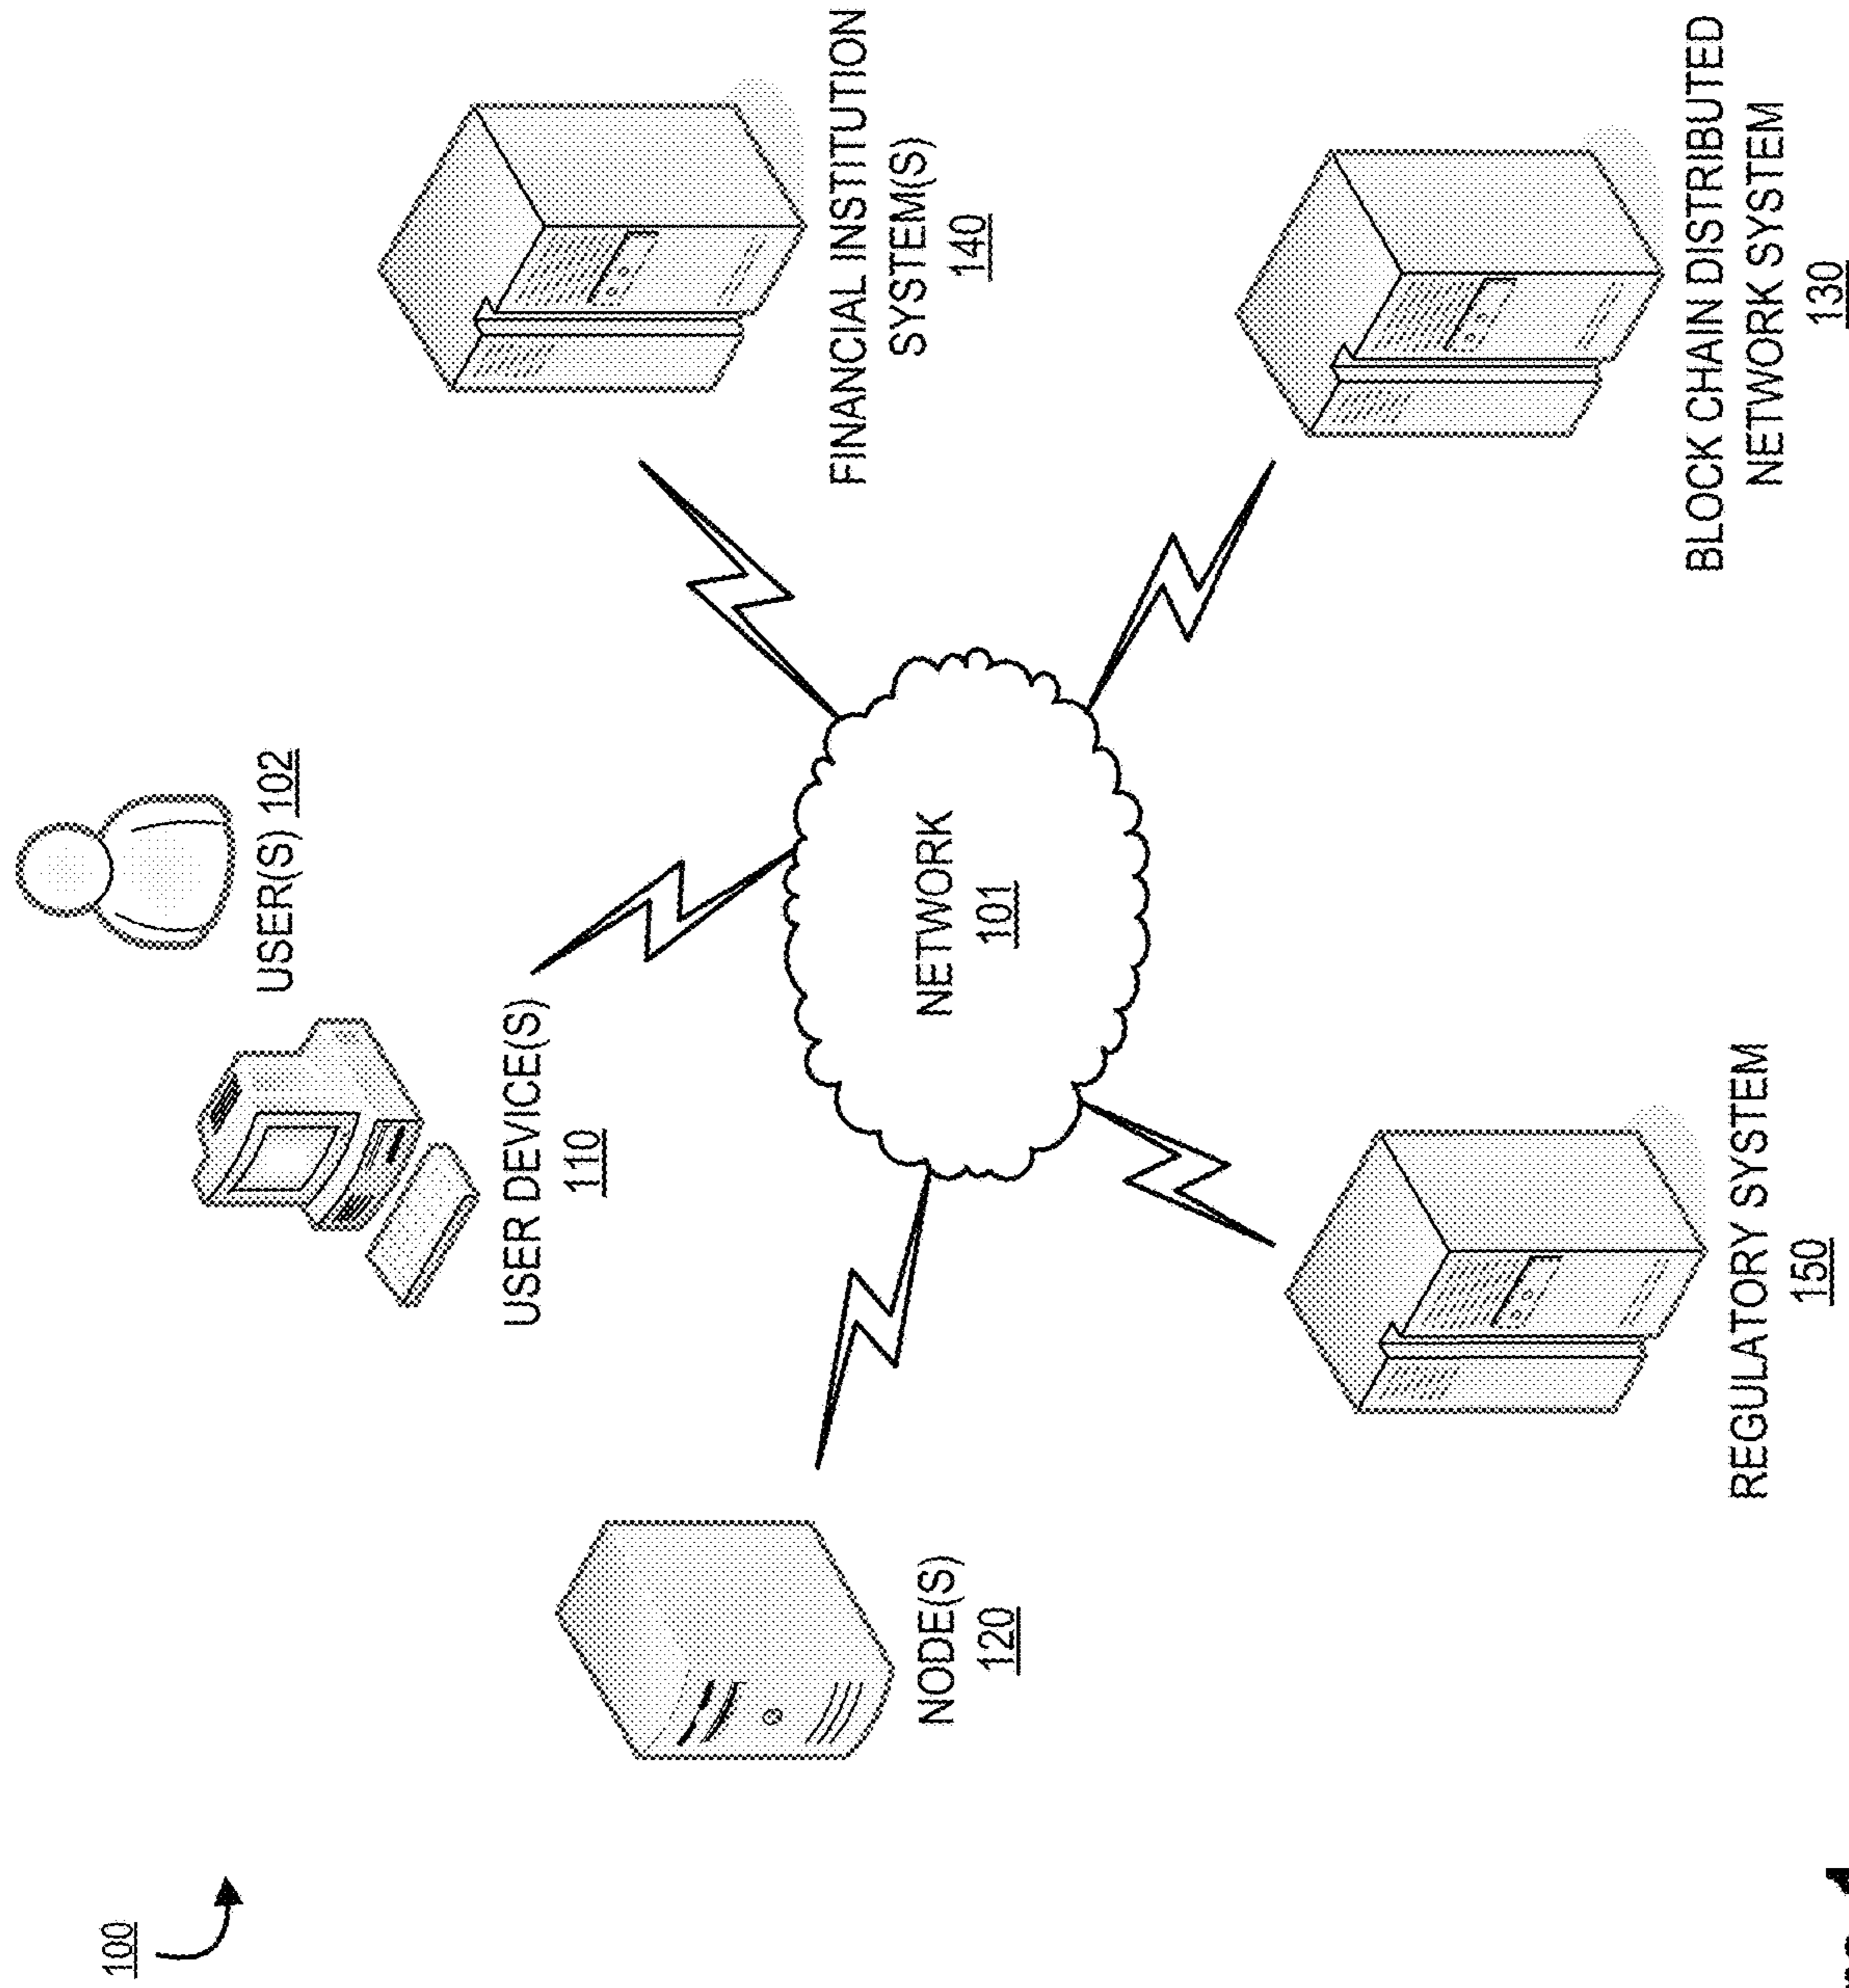 100
USER(S) 102
USER DEVICE(S)
110
FINANCIAL INSTITUTION
SYSTEM(S)
140
NODE(S)
120
NETWORK
101
REGULATORY SYSTEM
150
BLOCK CHAIN DISTRIBUTED
NETWORK SYSTEM
130